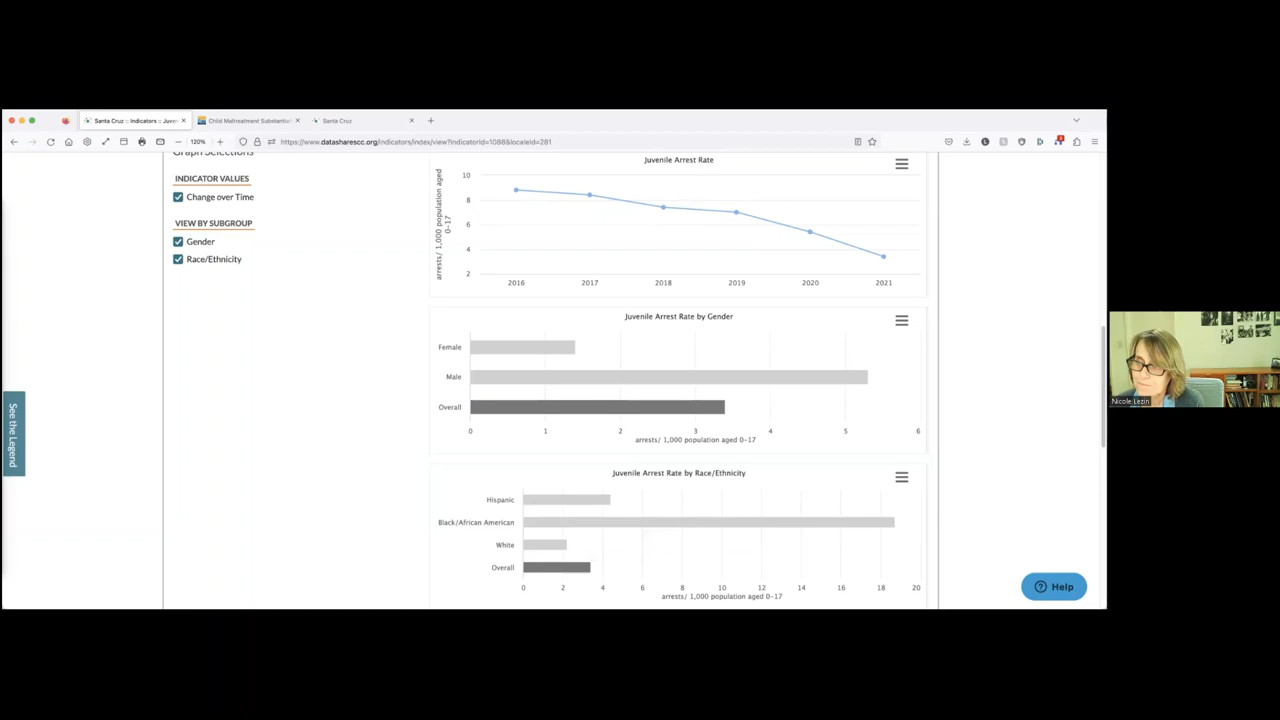 Santa Cruz :: Indicators :: Juven
Child Maltreatment Substantia
Santa Cruz
120%
https://www.datasharescc.org/indicators/index/view?indicatorId=1088&localeId=281
Graph Selections
INDICATOR VALUES
Change over Time
VIEW BY SUBGROUP
Gender
Race/Ethnicity
See the Legend
Juvenile Arrest Rate
arrests/ 1,000 population aged
0-17
10
8
6
4
2
2016 2017 2018 2019 2020 2021
Juvenile Arrest Rate by Gender
Female
Male
Overall
0 1 2 3 4 5 6
arrests/ 1,000 population aged 0-17
Juvenile Arrest Rate by Race/Ethnicity
Hispanic
Black/African American
White
Overall
0 2 4 6 8 10 12 14 16 18 20
arrests/ 1,000 population aged 0-17
Help
Nicole Lezin